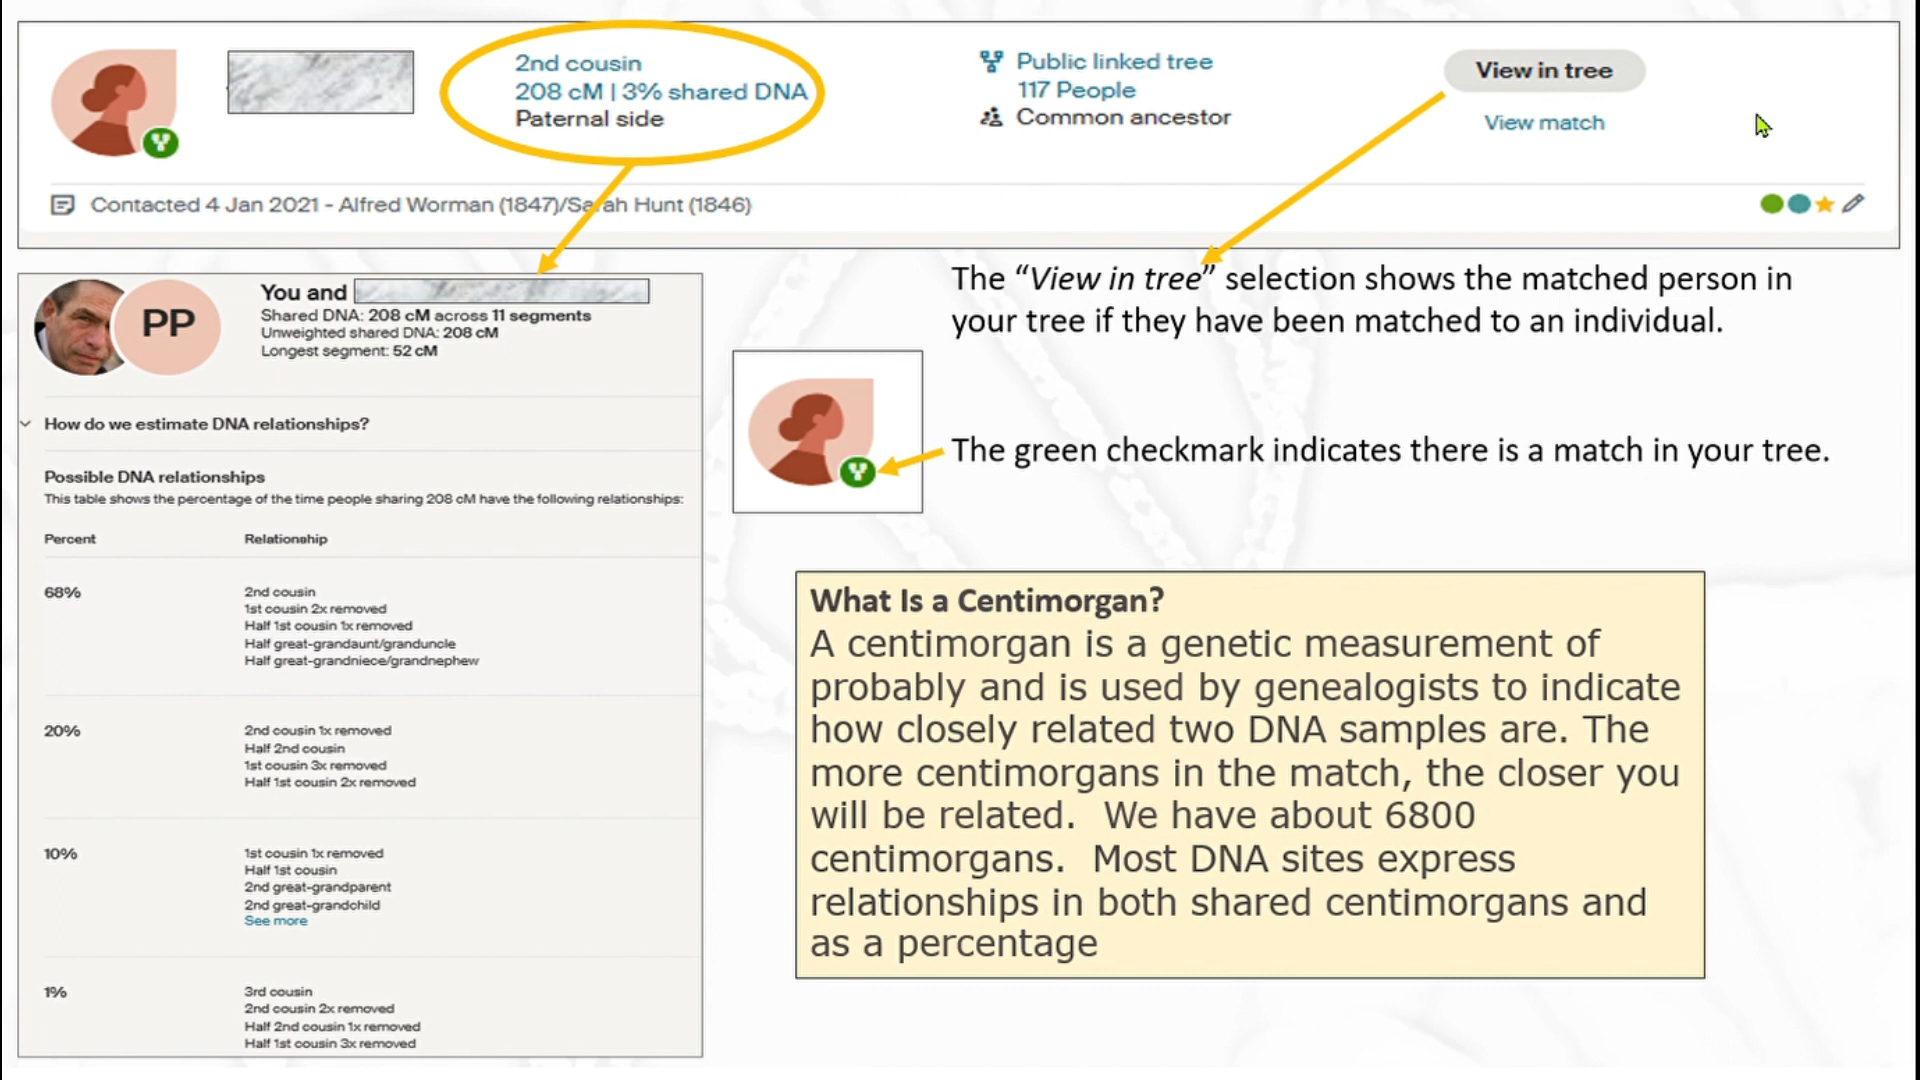 2nd cousin
208 cM | 3% shared DNA
Paternal side
Public linked tree
117 People
Common ancestor
View in tree
View match
Contacted 4 Jan 2021 - Alfred Worman (1847)/Sarah Hunt (1846)
PP
You and
Shared DNA: 208 cM across 11 segments
Unweighted shared DNA: 208 cM
Longest segment: 52 cM
How do we estimate DNA relationships?
Possible DNA relationships
This table shows the percentage of the time people sharing 208 cM have the following relationships:
Percent Relationship
68% 2nd cousin
1st cousin 2x removed
Half 1st cousin 1x removed
Half great-grandaunt/granduncle
Half great-grandniece/grandnephew
20% 2nd cousin 1x removed
Half 2nd cousin
1st cousin 3x removed
Half 1st cousin 2x removed
10% 1st cousin 1x removed
Half 1st cousin
2nd great-grandparent
2nd great-grandchild
See more
1% 3rd cousin
2nd cousin 2x removed
Half 2nd cousin 1x removed
Half 1st cousin 3x removed
The “View in tree” selection shows the matched person in
your tree if they have been matched to an individual.
The green checkmark indicates there is a match in your tree.
What Is a Centimorgan?
A centimorgan is a genetic measurement of
probably and is used by genealogists to indicate
how closely related two DNA samples are. The
more centimorgans in the match, the closer you
will be related.  We have about 6800
centimorgans.  Most DNA sites express
relationships in both shared centimorgans and
as a percentage